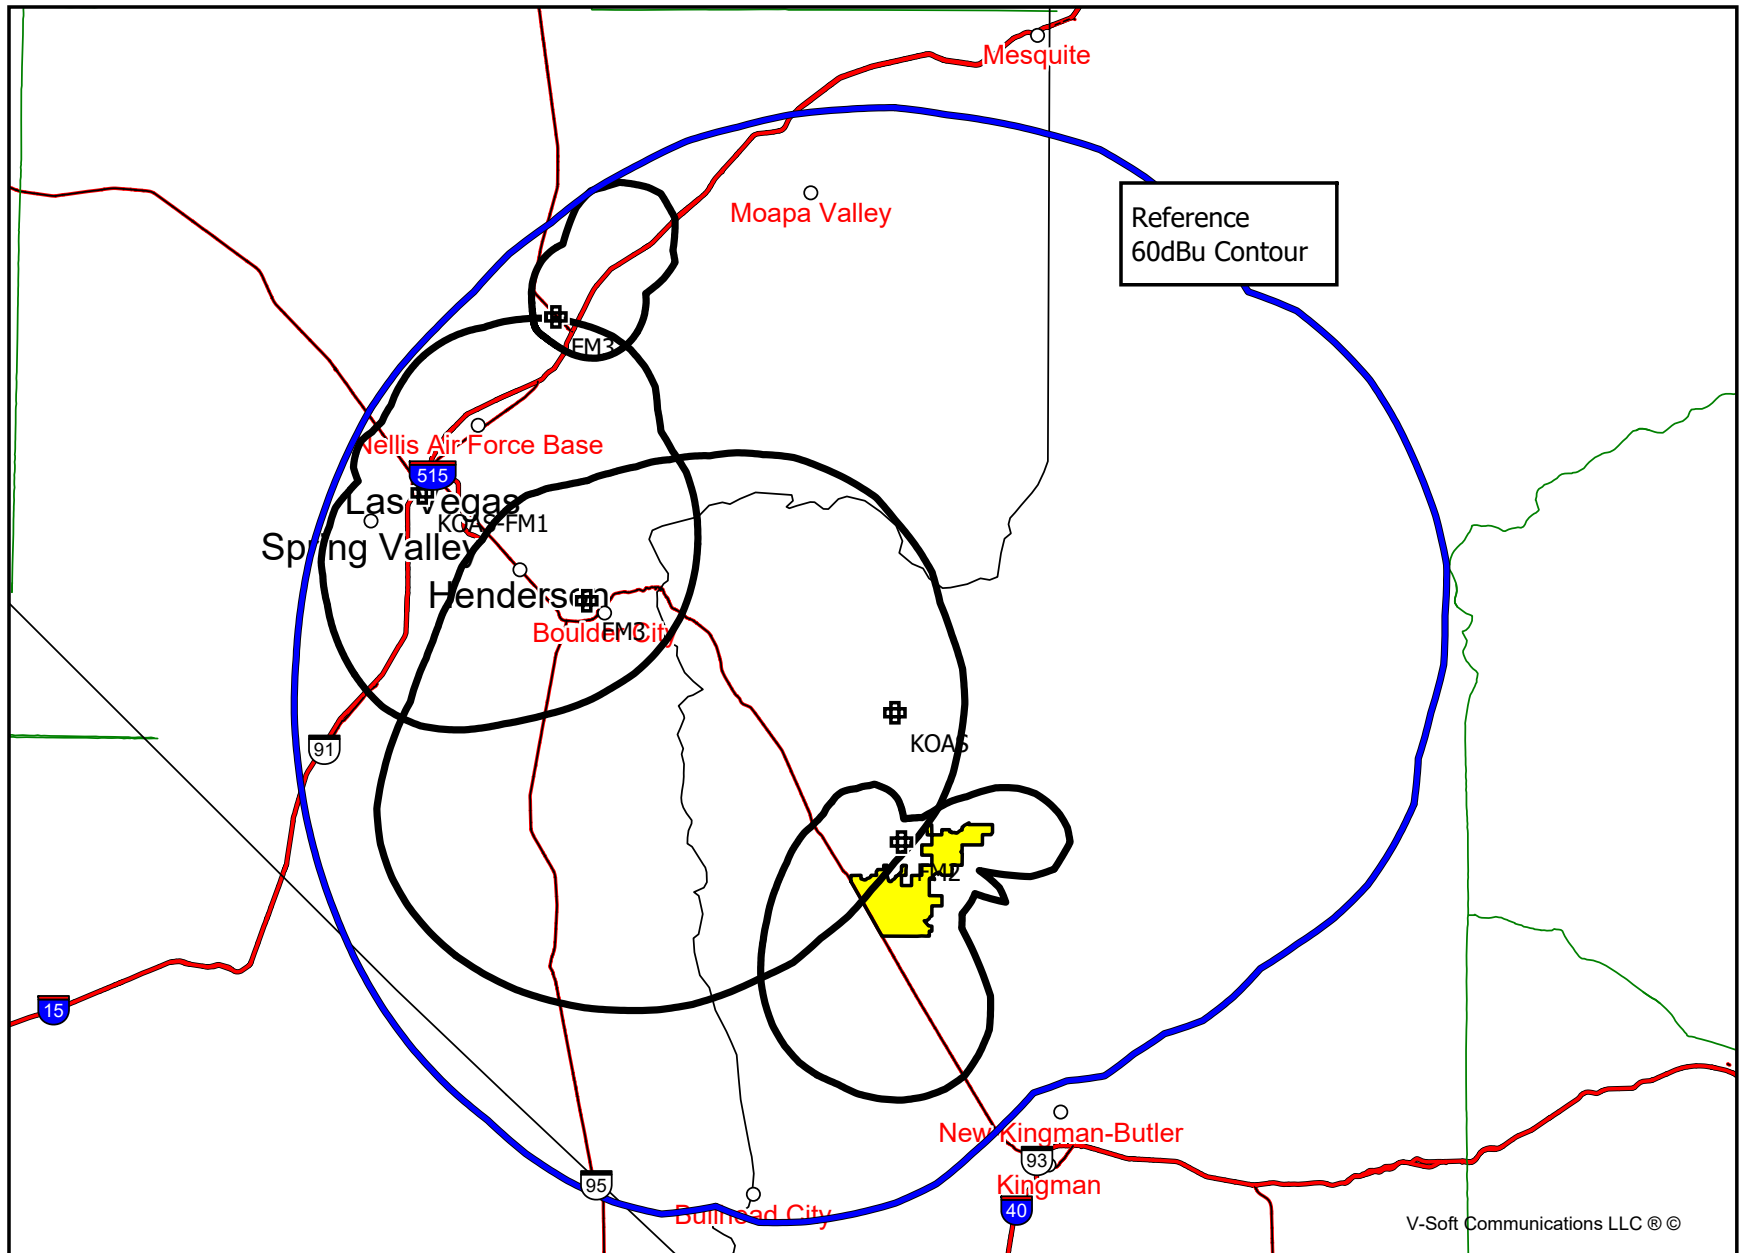 Mesquite
Moapa Valley
Reference
60dBu Contour
FM3
Nellis Air Force Base
515
Las Vegas
KOAS-FM1
Spring Valley
Henderson
FM3
Boulder City
KOAS
91
FM2
15
New Kingman-Butler
93
Kingman
95
40
Bullhead City
V-Soft Communications LLC ® ©